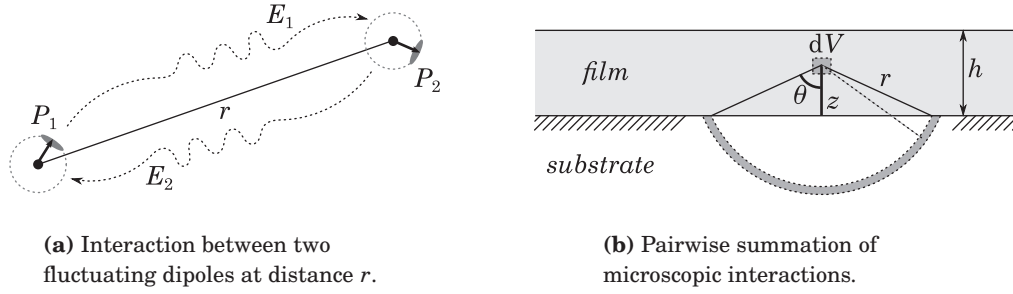 E₁
P₂
P₁
r
E₂
film
dV
r
h
θ
z
substrate
(a) Interaction between two
fluctuating dipoles at distance r.
(b) Pairwise summation of
microscopic interactions.